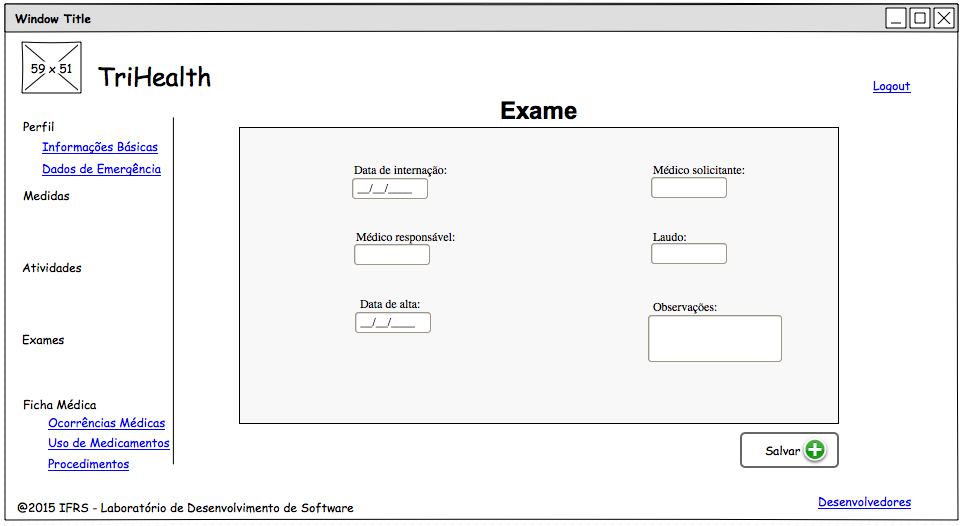 Window Title
59 x 51
TriHealth
Logout
Exame
Perfil
Informações Básicas
Dados de Emergência
Medidas
Atividades
Exames
Ficha Médica
Ocorrências Médicas
Uso de Medicamentos
Procedimentos
Data de internação:
__/__/____
Médico solicitante:
Médico responsável:
Laudo:
Data de alta:
__/__/____
Observações:
Salvar
@2015 IFRS - Laboratório de Desenvolvimento de Software
Desenvolvedores